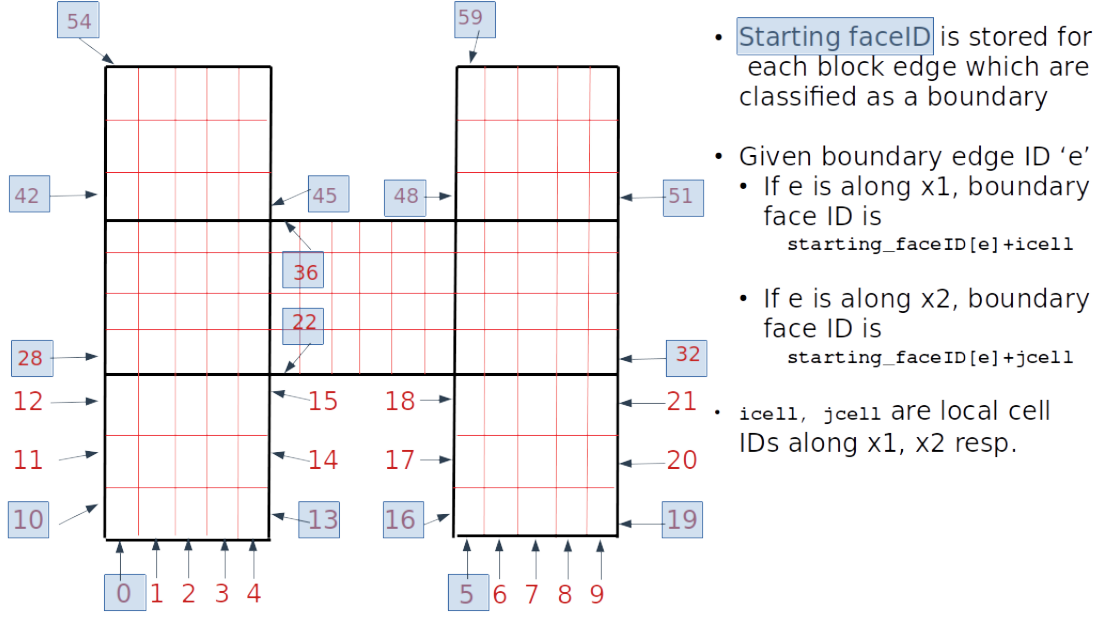 54
59
42
45
48
51
36
22
28
32
12
15
18
21
11
14
17
20
10
13
16
19
0 1 2 3 4
5 6 7 8 9
• Starting faceID is stored for
each block edge which are
classified as a boundary
• Given boundary edge ID ‘e’
• If e is along x1, boundary
face ID is
starting_faceID[e]+icell
• If e is along x2, boundary
face ID is
starting_faceID[e]+jcell
• icell, jcell are local cell
IDs along x1, x2 resp.